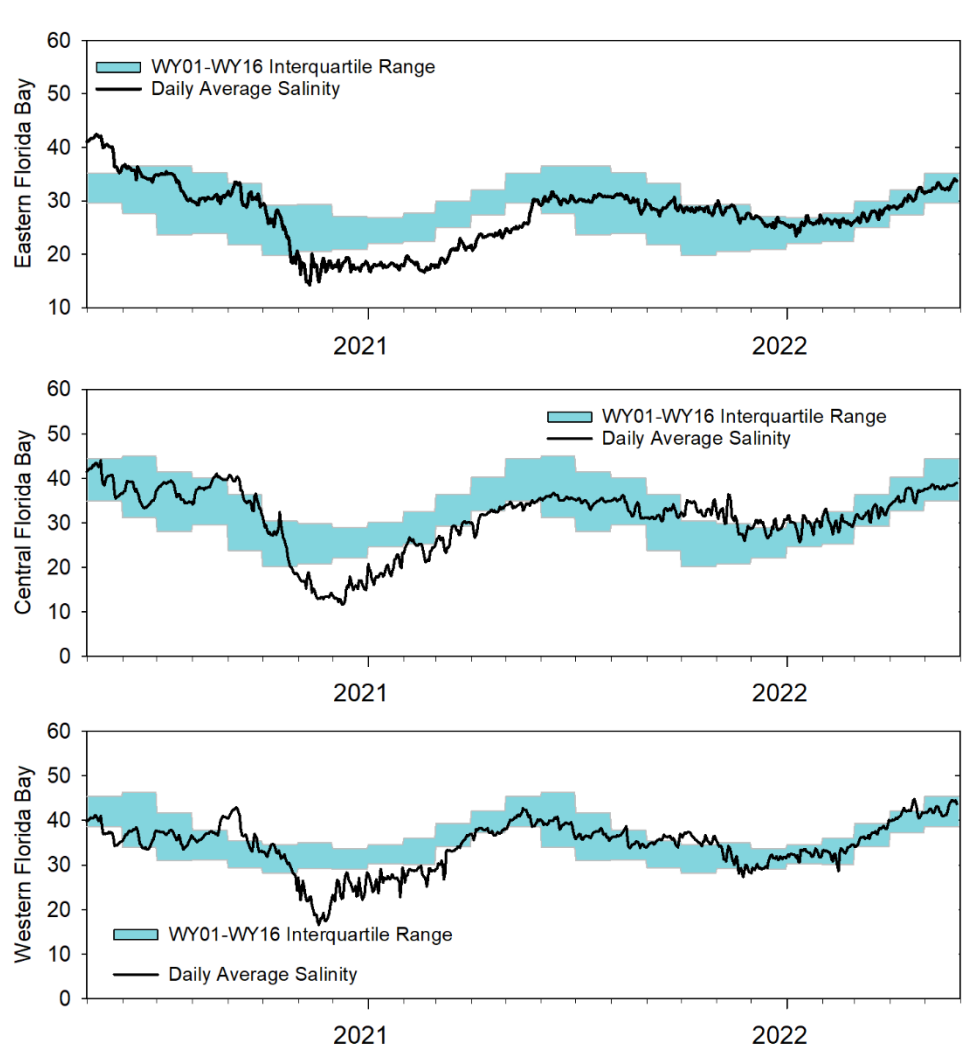 60
WY01-WY16 Interquartile Range
50
Daily Average Salinity
40
30
20
10
Eastern Florida Bay
2021
2022
60
50
WY01-WY16 Interquartile Range
Daily Average Salinity
40
30
20
10
0
Central Florida Bay
2021
2022
60
50
40
30
20
WY01-WY16 Interquartile Range
10
Daily Average Salinity
0
Western Florida Bay
2021
2022